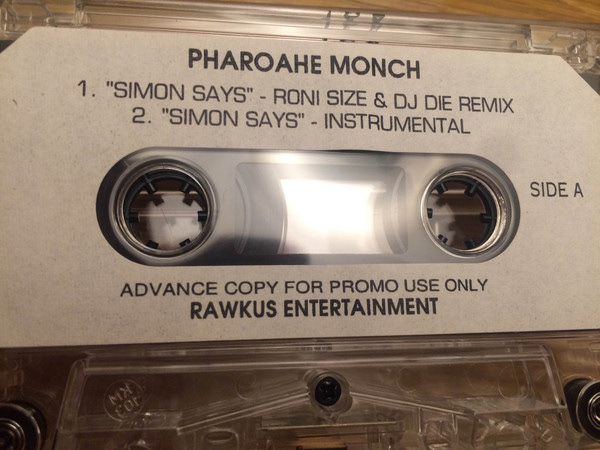 PHAROAHE MONCH
1. "SIMON SAYS" - RONI SIZE & DJ DIE REMIX
2. "SIMON SAYS" - INSTRUMENTAL
SIDE A
ADVANCE COPY FOR PROMO USE ONLY
RAWKUS ENTERTAINMENT